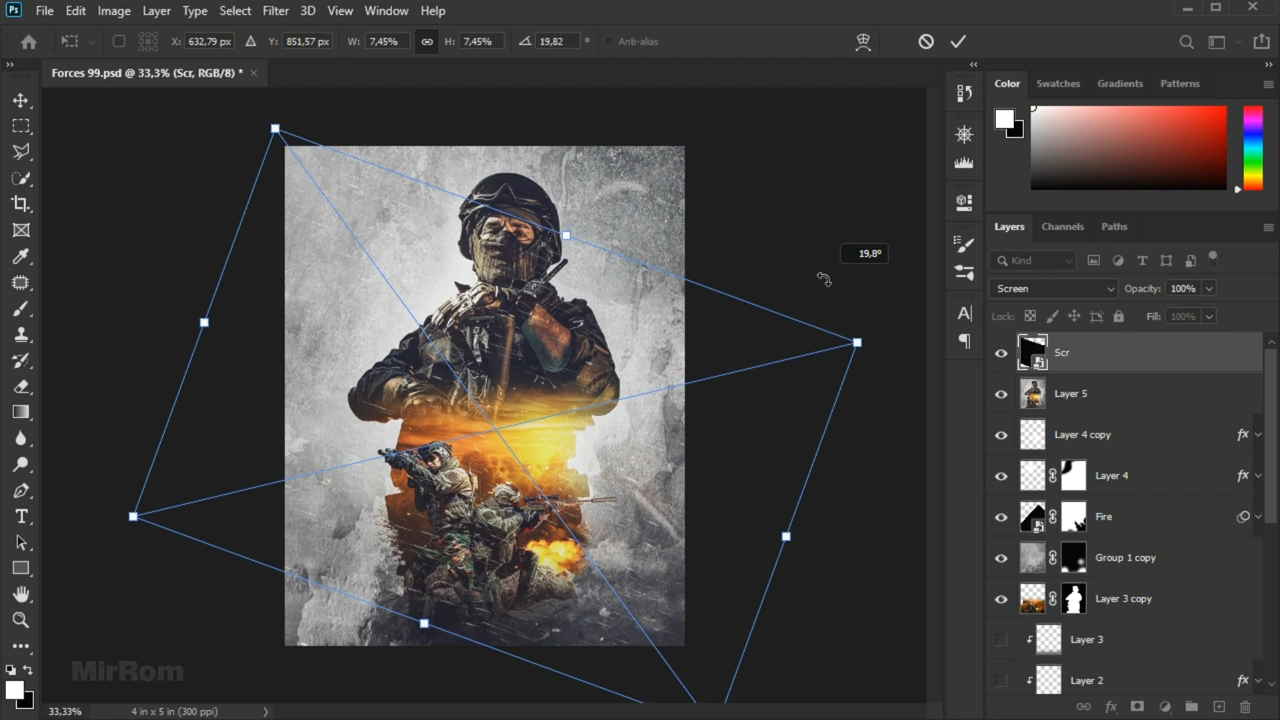 Ps File Edit Image Layer Type Select Filter 3D View Window Help
X: 632,79 px Y: 851,57 px W: 7,45% H: 7,45% 19,82 ° Anti-alias
Forces 99.psd @ 33,3% (Scr, RGB/8) * ×
Color Swatches Gradients Patterns
Layers Channels Paths
19,8°
Kind
Screen Opacity: 100%
Lock: Fill: 100%
Scr
Layer 5
Layer 4 copy fx
Layer 4 fx
Fire
Group 1 copy
Layer 3 copy
Layer 3
Layer 2 fx
MirRom
33,33% 4 in x 5 in (300 ppi)